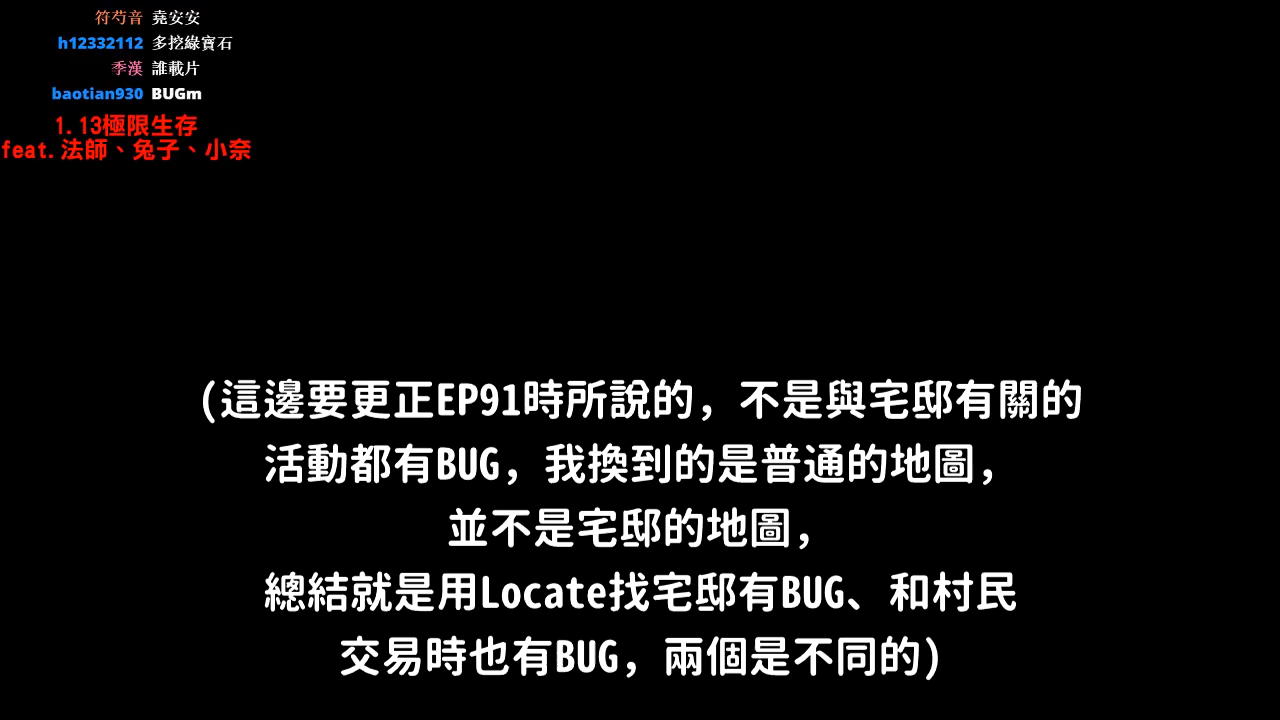 符芍音 堯安安
h12332112 多挖綠寶石
季漢 誰載片
baotian930 BUGm
1.13極限生存
feat.法師、兔子、小奈
(這邊要更正EP91時所說的，不是與宅邸有關的
活動都有BUG，我換到的是普通的地圖，
並不是宅邸的地圖，
總結就是用Locate找宅邸有BUG、和村民
交易時也有BUG，兩個是不同的)